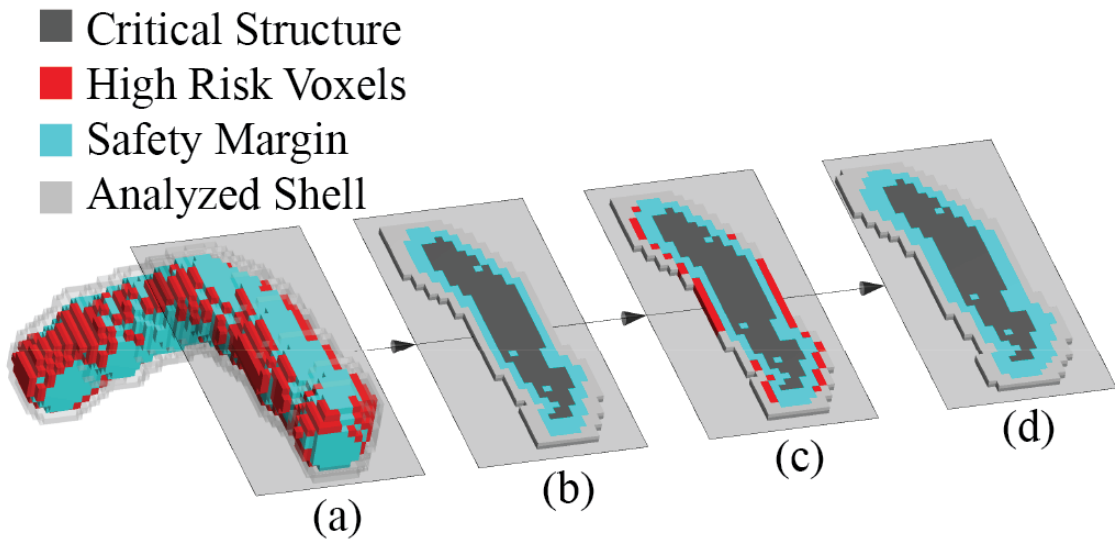 Critical Structure
High Risk Voxels
Safety Margin
Analyzed Shell
(a)
(b)
(c)
(d)